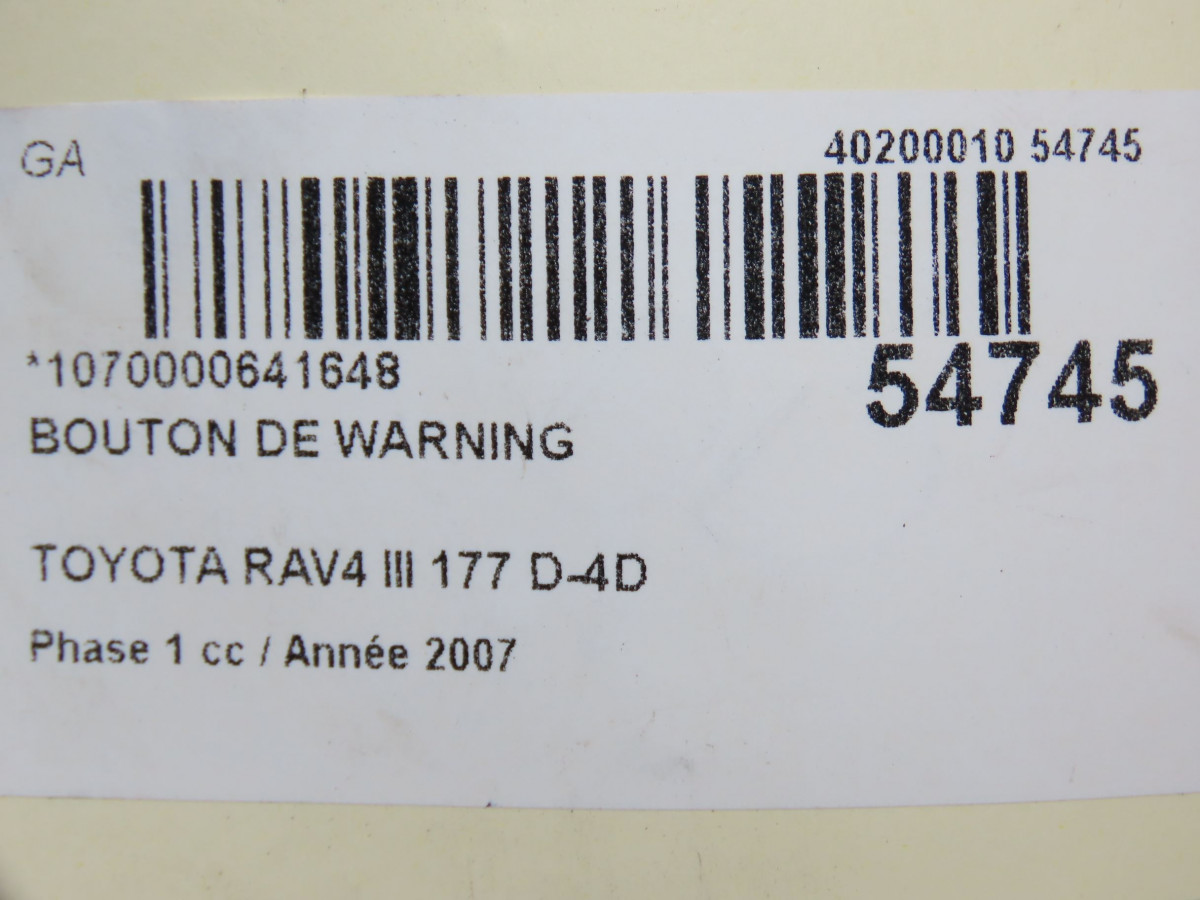 GA
40200010 54745
*1070000641648
54745
BOUTON DE WARNING
TOYOTA RAV4 III 177 D-4D
Phase 1 cc / Année 2007